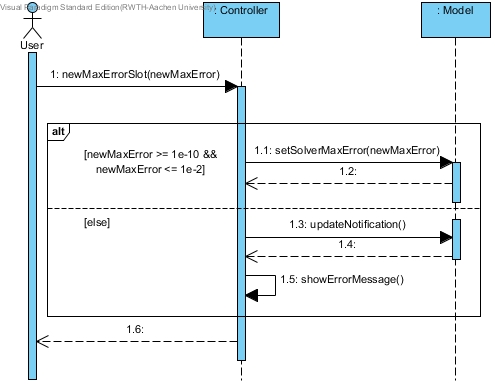 Visual Paradigm Standard Edition(RWTH-Aachen University)
: Controller
: Model
User
1: newMaxErrorSlot(newMaxError)
alt
[newMaxError >= 1e-10 &&
newMaxError <= 1e-2]
1.1: setSolverMaxError(newMaxError)
1.2:
[else]
1.3: updateNotification()
1.4:
1.5: showErrorMessage()
1.6: